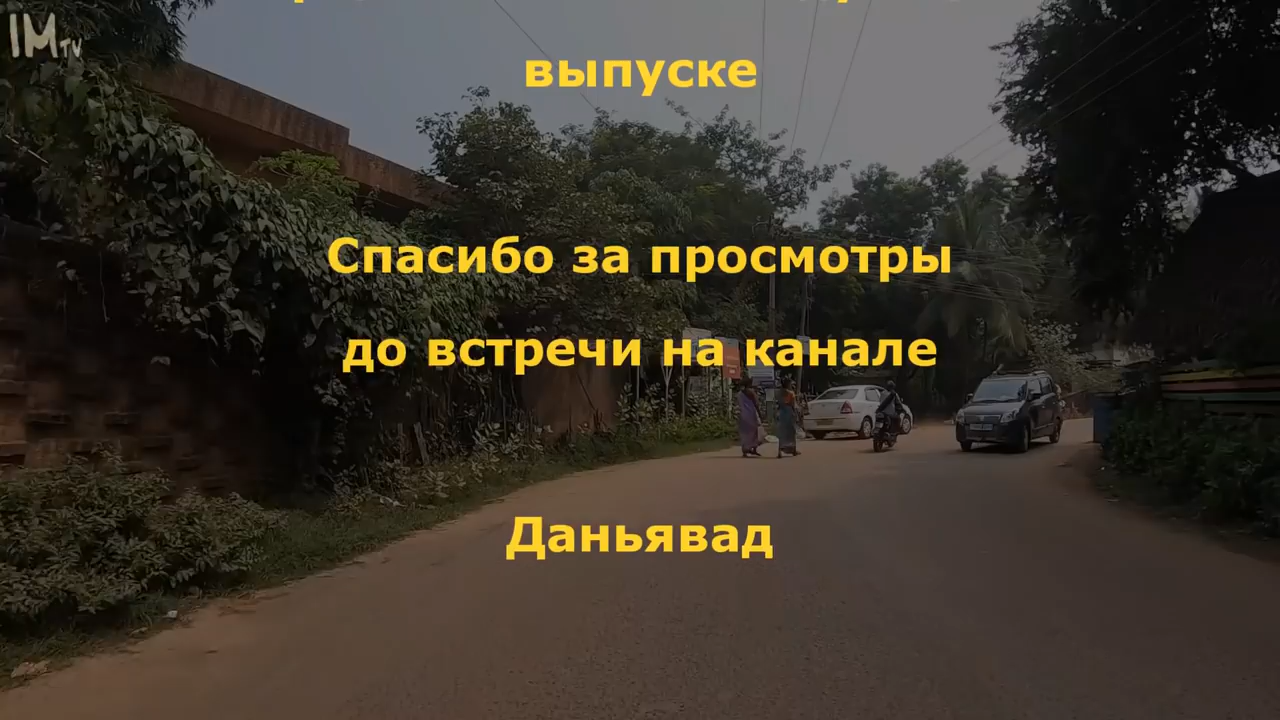 IMTV
выпуске
Спасибо за просмотры
до встречи на канале
Даньявад